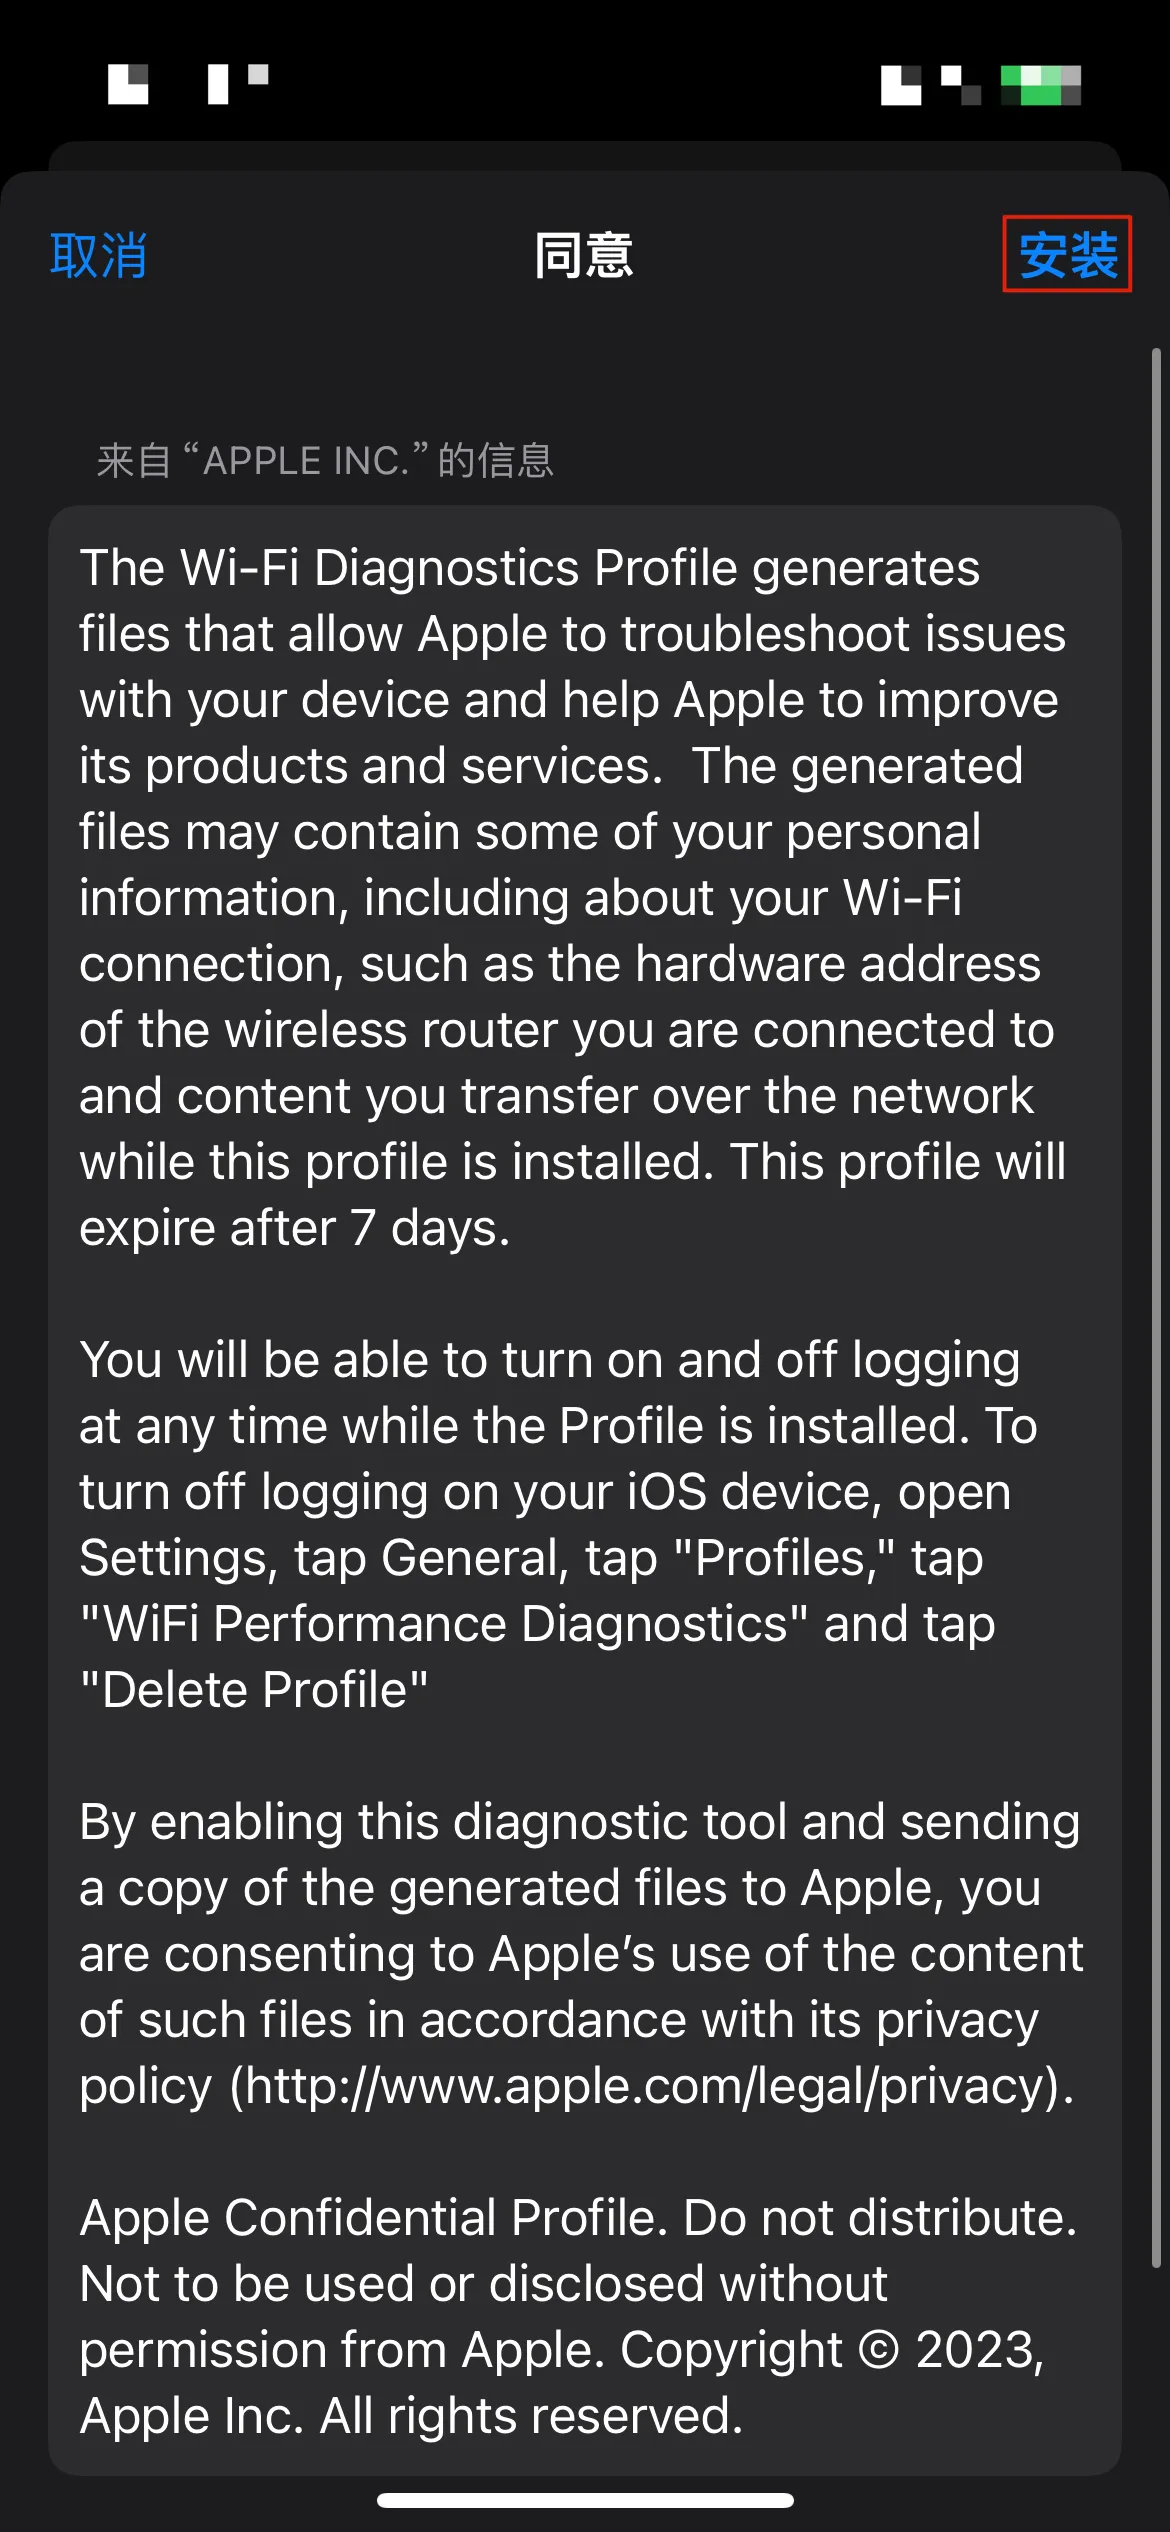 取消
同意
安装
来自“APPLE INC.”的信息
The Wi-Fi Diagnostics Profile generates
files that allow Apple to troubleshoot issues
with your device and help Apple to improve
its products and services.  The generated
files may contain some of your personal
information, including about your Wi-Fi
connection, such as the hardware address
of the wireless router you are connected to
and content you transfer over the network
while this profile is installed. This profile will
expire after 7 days.
You will be able to turn on and off logging
at any time while the Profile is installed. To
turn off logging on your iOS device, open
Settings, tap General, tap "Profiles," tap
"WiFi Performance Diagnostics" and tap
"Delete Profile"
By enabling this diagnostic tool and sending
a copy of the generated files to Apple, you
are consenting to Apple’s use of the content
of such files in accordance with its privacy
policy (http://www.apple.com/legal/privacy).
Apple Confidential Profile. Do not distribute.
Not to be used or disclosed without
permission from Apple. Copyright © 2023,
Apple Inc. All rights reserved.